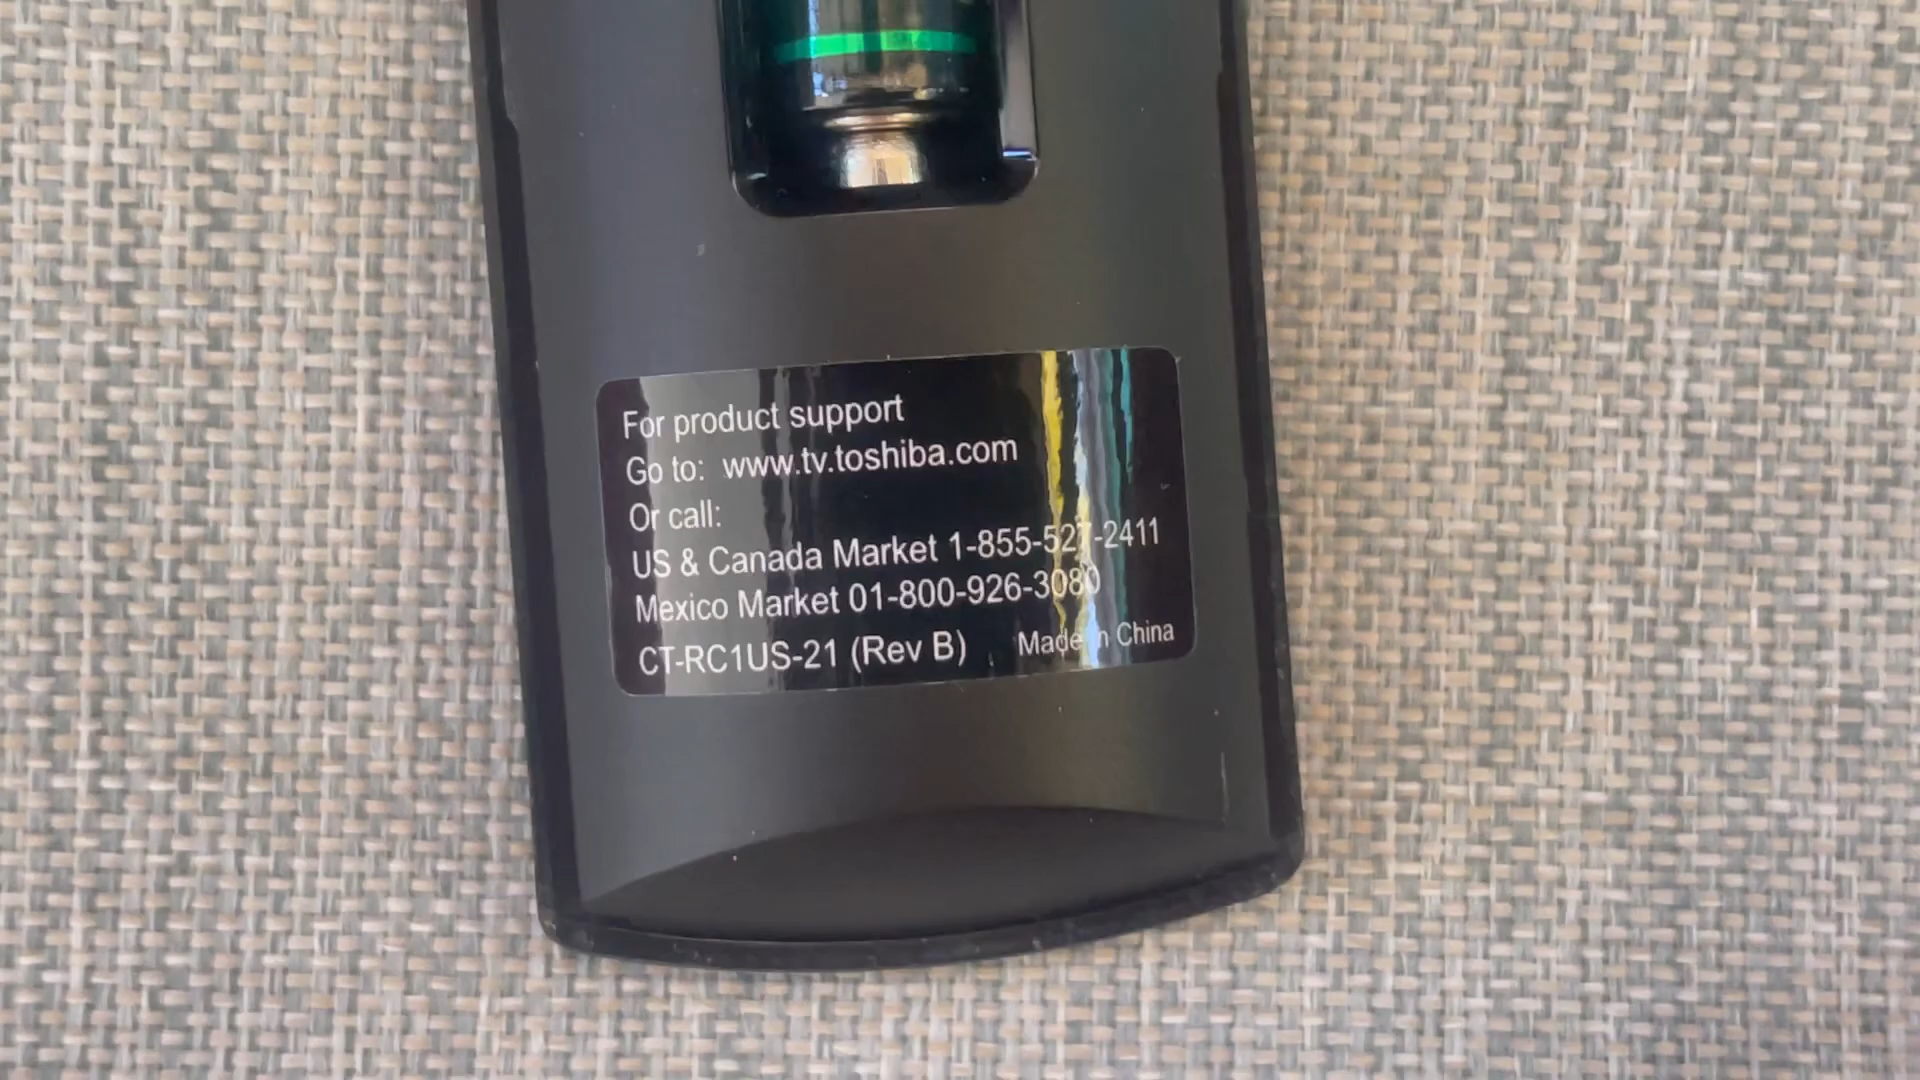 For product support
Go to: www.tv.toshiba.com
Or call:
US & Canada Market 1-855-527-2411
Mexico Market 01-800-926-3080
CT-RC1US-21 (Rev B) Made in China